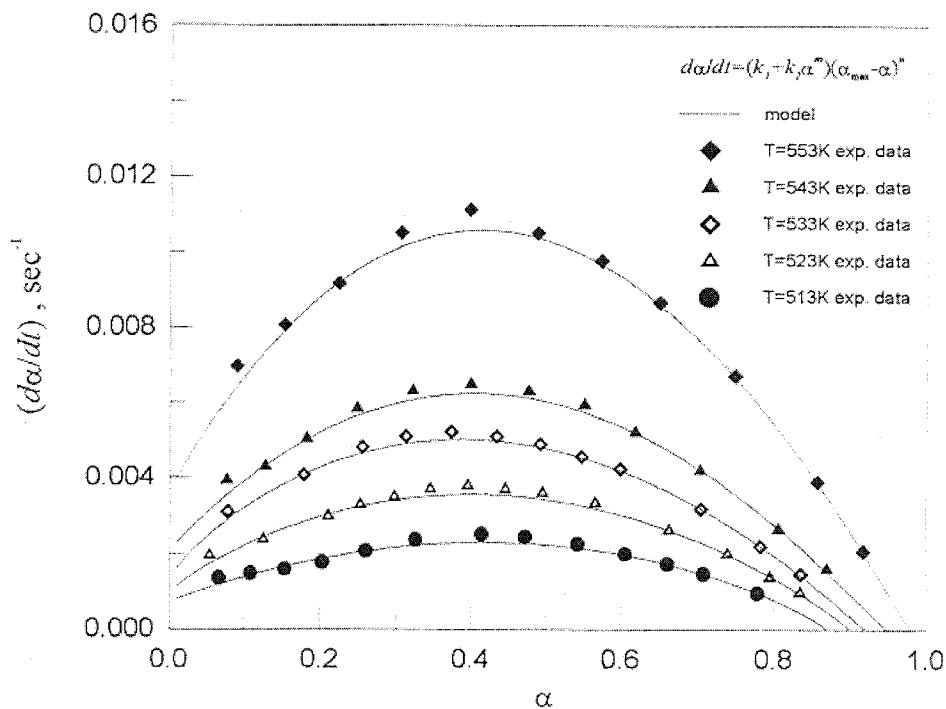 0.016
0.012
0.008
0.004
0.000
(dα/dt) , sec⁻¹
dα/dt=(k₁+k₂αᵐ)(αₘₐₓ-α)ⁿ
model
T=553K exp. data
T=543K exp. data
T=533K exp. data
T=523K exp. data
T=513K exp. data
0.0 0.2 0.4 0.6 0.8 1.0
α